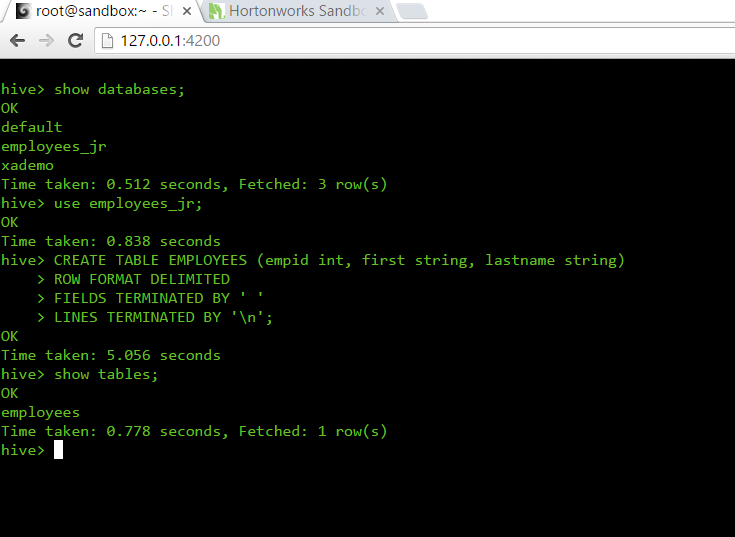 root@sandbox:~ - S
Hortonworks Sandbo
127.0.0.1:4200
hive> show databases;
OK
default
employees_jr
xademo
Time taken: 0.512 seconds, Fetched: 3 row(s)
hive> use employees_jr;
OK
Time taken: 0.838 seconds
hive> CREATE TABLE EMPLOYEES (empid int, first string, lastname string)
    > ROW FORMAT DELIMITED
    > FIELDS TERMINATED BY ' '
    > LINES TERMINATED BY '\n';
OK
Time taken: 5.056 seconds
hive> show tables;
OK
employees
Time taken: 0.778 seconds, Fetched: 1 row(s)
hive>